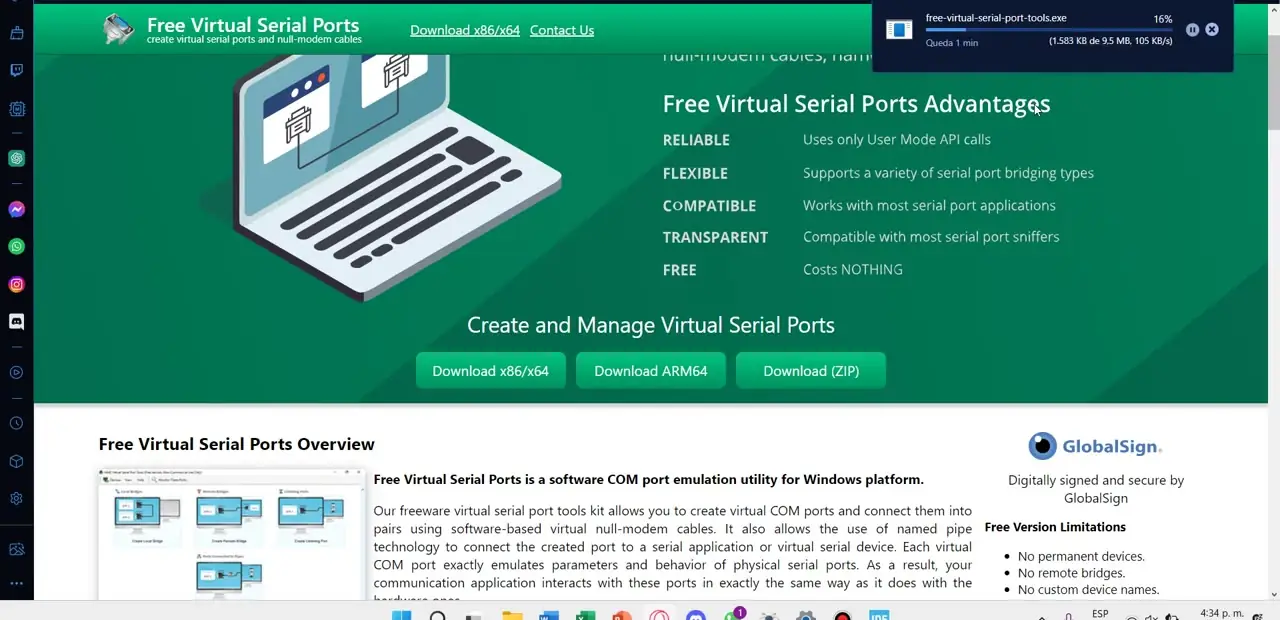 Free Virtual Serial Ports
create virtual serial ports and null-modem cables
Download x86/x64
Contact Us
free-virtual-serial-port-tools.exe
16%
Queda 1 min
(1.583 KB de 9,5 MB, 105 KB/s)
null-modem cables,
Free Virtual Serial Ports Advantages
RELIABLE
Uses only User Mode API calls
FLEXIBLE
Supports a variety of serial port bridging types
COMPATIBLE
Works with most serial port applications
TRANSPARENT
Compatible with most serial port sniffers
FREE
Costs NOTHING
Create and Manage Virtual Serial Ports
Download x86/x64
Download ARM64
Download (ZIP)
Free Virtual Serial Ports Overview
Free Virtual Serial Ports is a software COM port emulation utility for Windows platform.
Our freeware virtual serial port tools kit allows you to create virtual COM ports and connect them into
pairs using software-based virtual null-modem cables. It also allows the use of named pipe
technology to connect the created port to a serial application or virtual serial device. Each virtual
COM port exactly emulates parameters and behavior of physical serial ports. As a result, your
communication application interacts with these ports in exactly the same way as it does with the
hardware ones
GlobalSign.
Digitally signed and secure by
GlobalSign
Free Version Limitations
• No permanent devices.
• No remote bridges.
• No custom device names.
1
ESP
4:34 p. m.